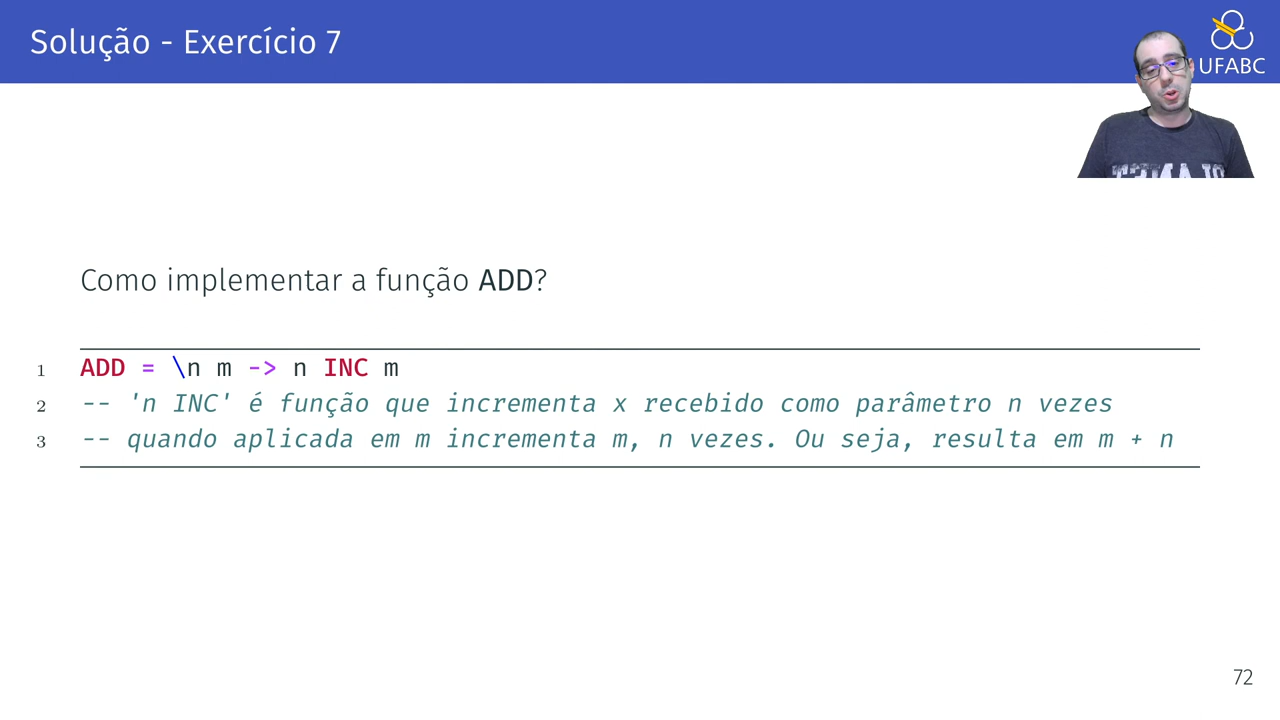 Solução - Exercício 7
UFABC
Como implementar a função ADD?
1 ADD = \n m -> n INC m
2 -- 'n INC' é função que incrementa x recebido como parâmetro n vezes
3 -- quando aplicada em m incrementa m, n vezes. Ou seja, resulta em m + n
72